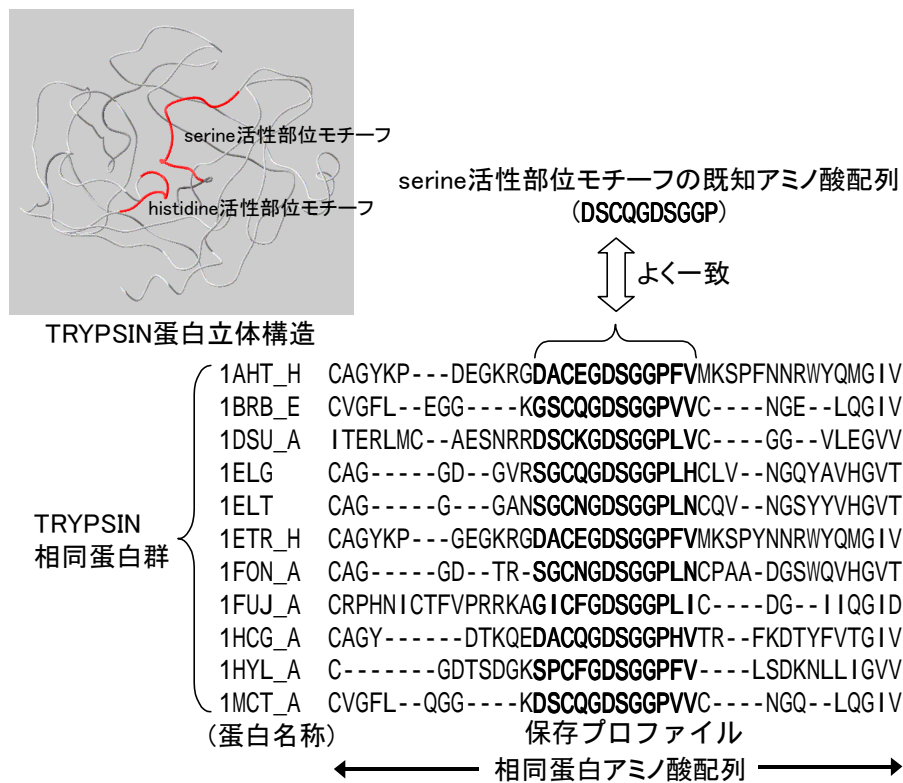 serine活性部位モチーフ
histidine活性部位モチーフ
TRYPSIN蛋白立体構造
serine活性部位モチーフの既知アミノ酸配列
(DSCQGDSGGP)
よく一致
TRYPSIN
相同蛋白群
1AHT_H CAGYKP---DEGKRGDACEGDSGGPFVMKSPFNNRWYQMGIV
1BRB_E CVGFL--EGG----KGSCQGDSGGPVVC----NGE--LQGIV
1DSU_A ITERLMC--AESNRRDSCKGDSGGPLVC----GG--VLEGVV
1ELG CAG-----GD--GVRSGCQGDSGGPLHCLV--NGQYAVHGVT
1ELT CAG-----G---GANSGCNGDSGGPLNCQV--NGSYYVHGVT
1ETR_H CAGYKP---GEGKRGDACEGDSGGPFVMKSPYNNRWYQMGIV
1FON_A CAG-----GD--TR-SGCNGDSGGPLNCPAA-DGSWQVHGVT
1FUJ_A CRPHNICTFVPRRKAGICFGDSGGPLIC----DG--IIQGID
1HCG_A CAGY------DTKQEDACQGDSGGPHVTR--FKDTYFVTGIV
1HYL_A C-------GDTSDGKSPCFGDSGGPFV----LSDKNLLIGVV
1MCT_A CVGFL--QGG----KDSCQGDSGGPVVC----NGQ--LQGIV
(蛋白名称)
保存プロファイル
相同蛋白アミノ酸配列